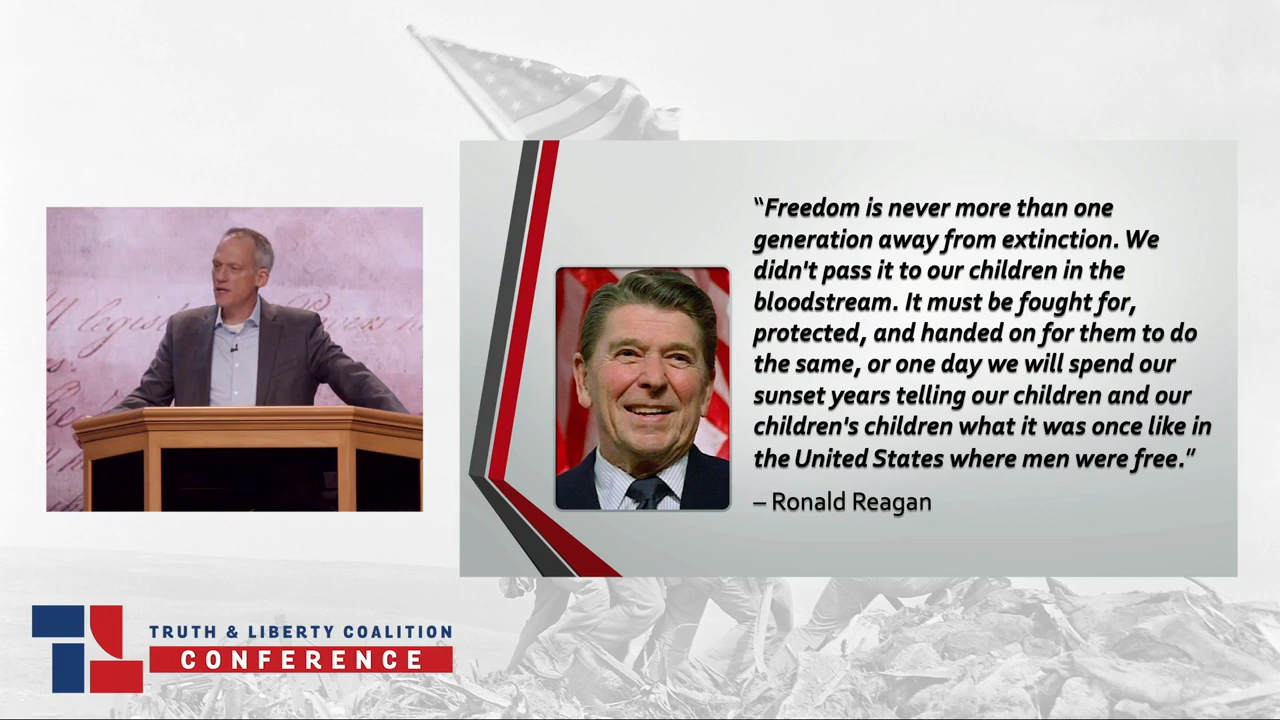 “Freedom is never more than one
generation away from extinction. We
didn't pass it to our children in the
bloodstream. It must be fought for,
protected, and handed on for them to do
the same, or one day we will spend our
sunset years telling our children and our
children's children what it was once like in
the United States where men were free.”
– Ronald Reagan
TRUTH & LIBERTY COALITION
CONFERENCE